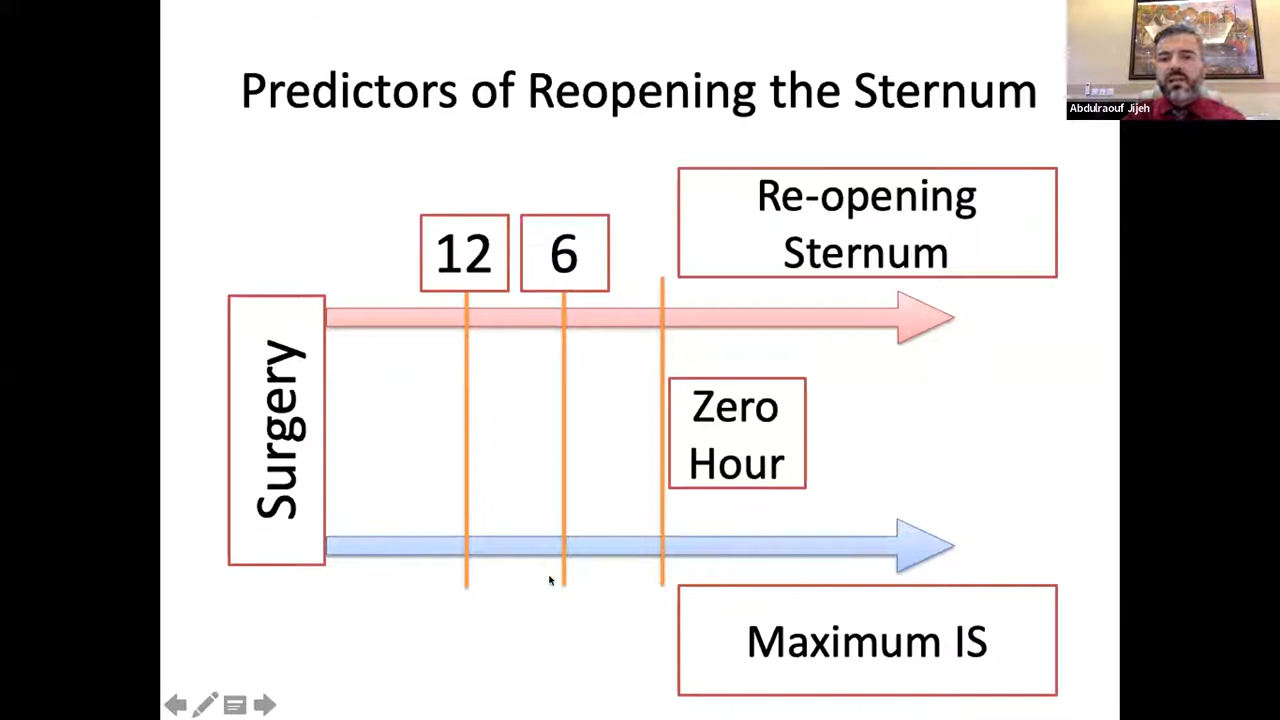 Predictors of Reopening the Sternum
Abdulraouf Jijeh
Re-opening
Sternum
12
6
Surgery
Zero
Hour
Maximum IS